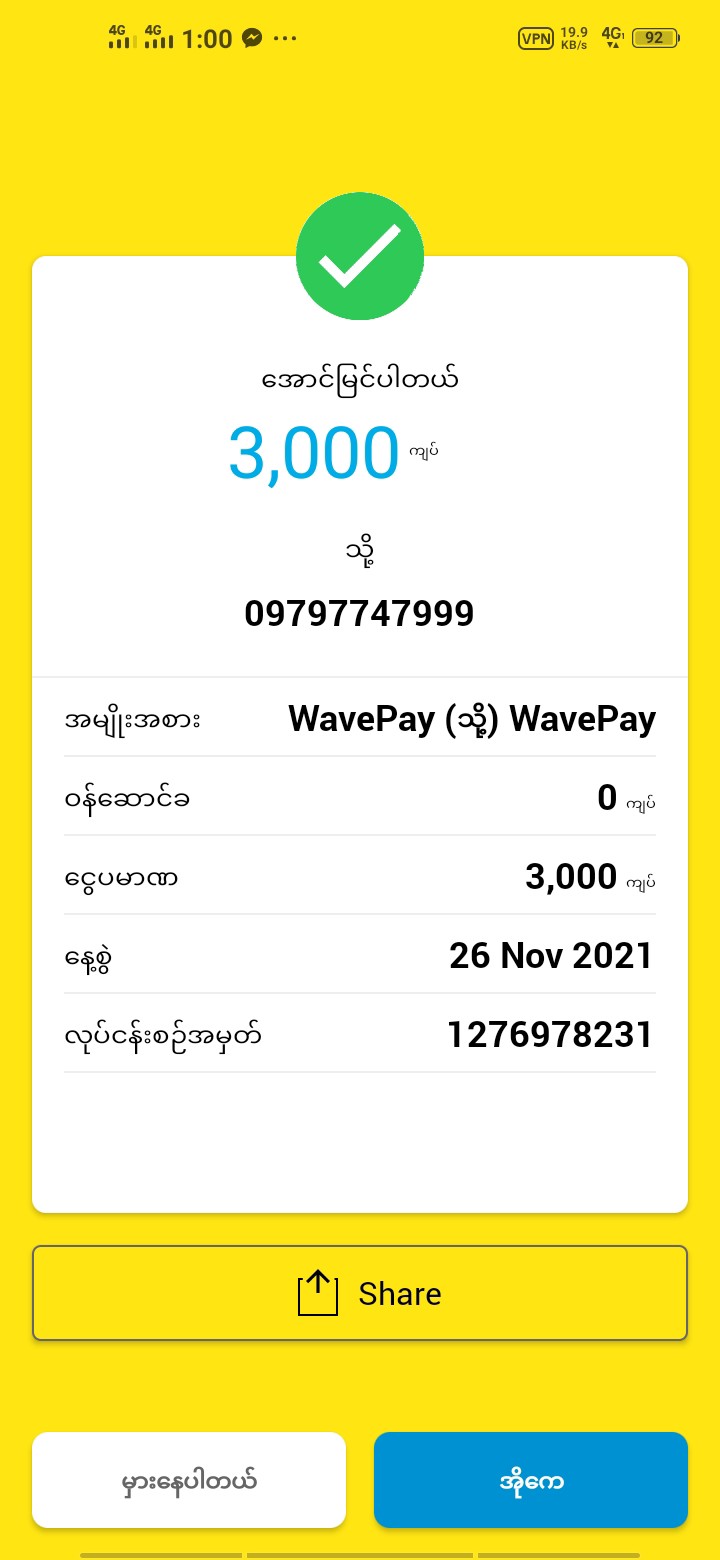 4G 4G 1:00 ... VPN 19.9 KB/s 4G 92
အောင်မြင်ပါတယ်
3,000 ကျပ်
သို့
09797747999
အမျိုးအစား WavePay (သို့) WavePay
ဝန်ဆောင်ခ 0 ကျပ်
ငွေပမာဏ 3,000 ကျပ်
နေ့စွဲ 26 Nov 2021
လုပ်ငန်းစဉ်အမှတ် 1276978231
Share
မှားနေပါတယ် အိုကေ